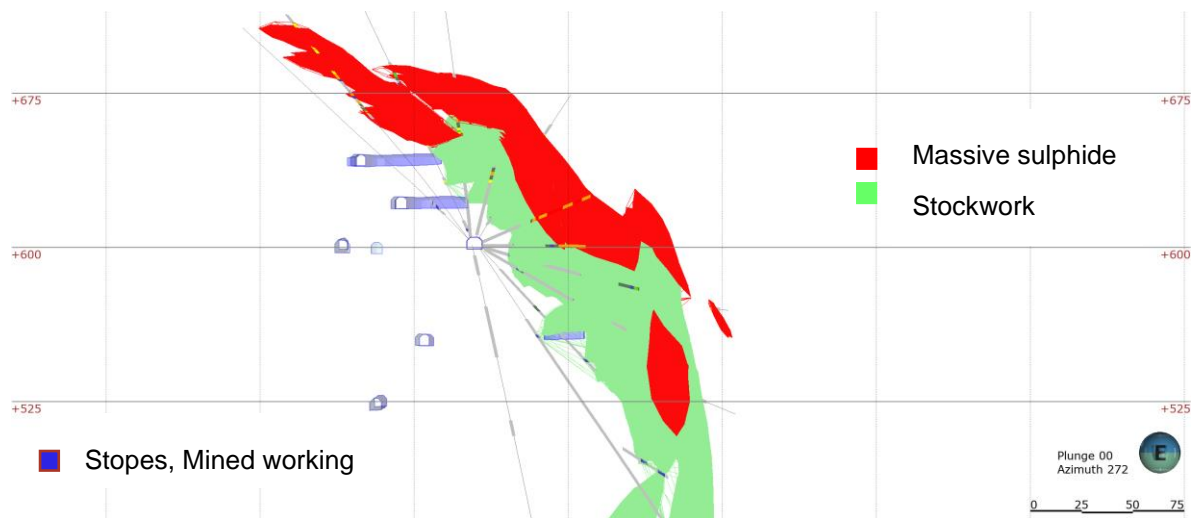 +675
+675
Massive sulphide
Stockwork
+600
+600
+525
+525
Stopes, Mined working
Plunge 00
Azimuth 272
E
0 25 50 75